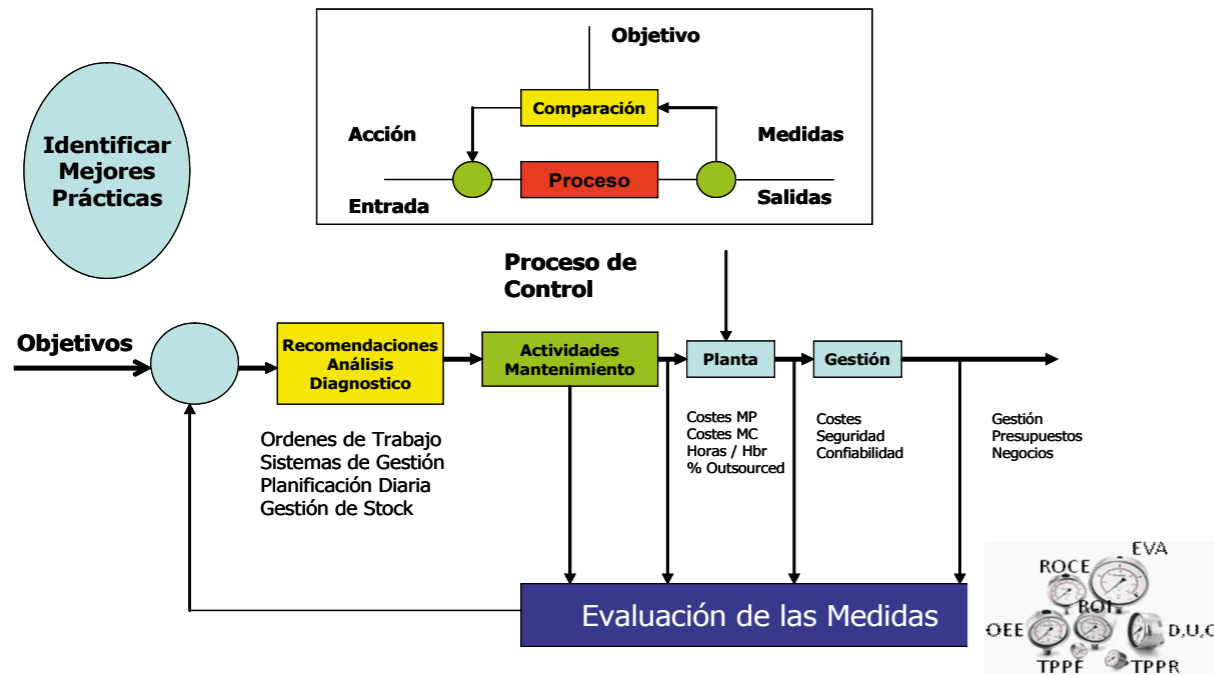 Objetivo
Comparación
Acción
Medidas
Proceso
Entrada
Salidas
Identificar
Mejores
Prácticas
Proceso de
Control
Objetivos
Recomendaciones
Análisis
Diagnostico
Actividades
Mantenimiento
Planta
Gestión
Ordenes de Trabajo
Sistemas de Gestión
Planificación Diaria
Gestión de Stock
Costes MP
Costes MC
Horas / Hbr
% Outsourced
Costes
Seguridad
Confiabilidad
Gestión
Presupuestos
Negocios
Evaluación de las Medidas
EVA
ROCE
ROI
OEE
D,U,C
TPPF
TPPR